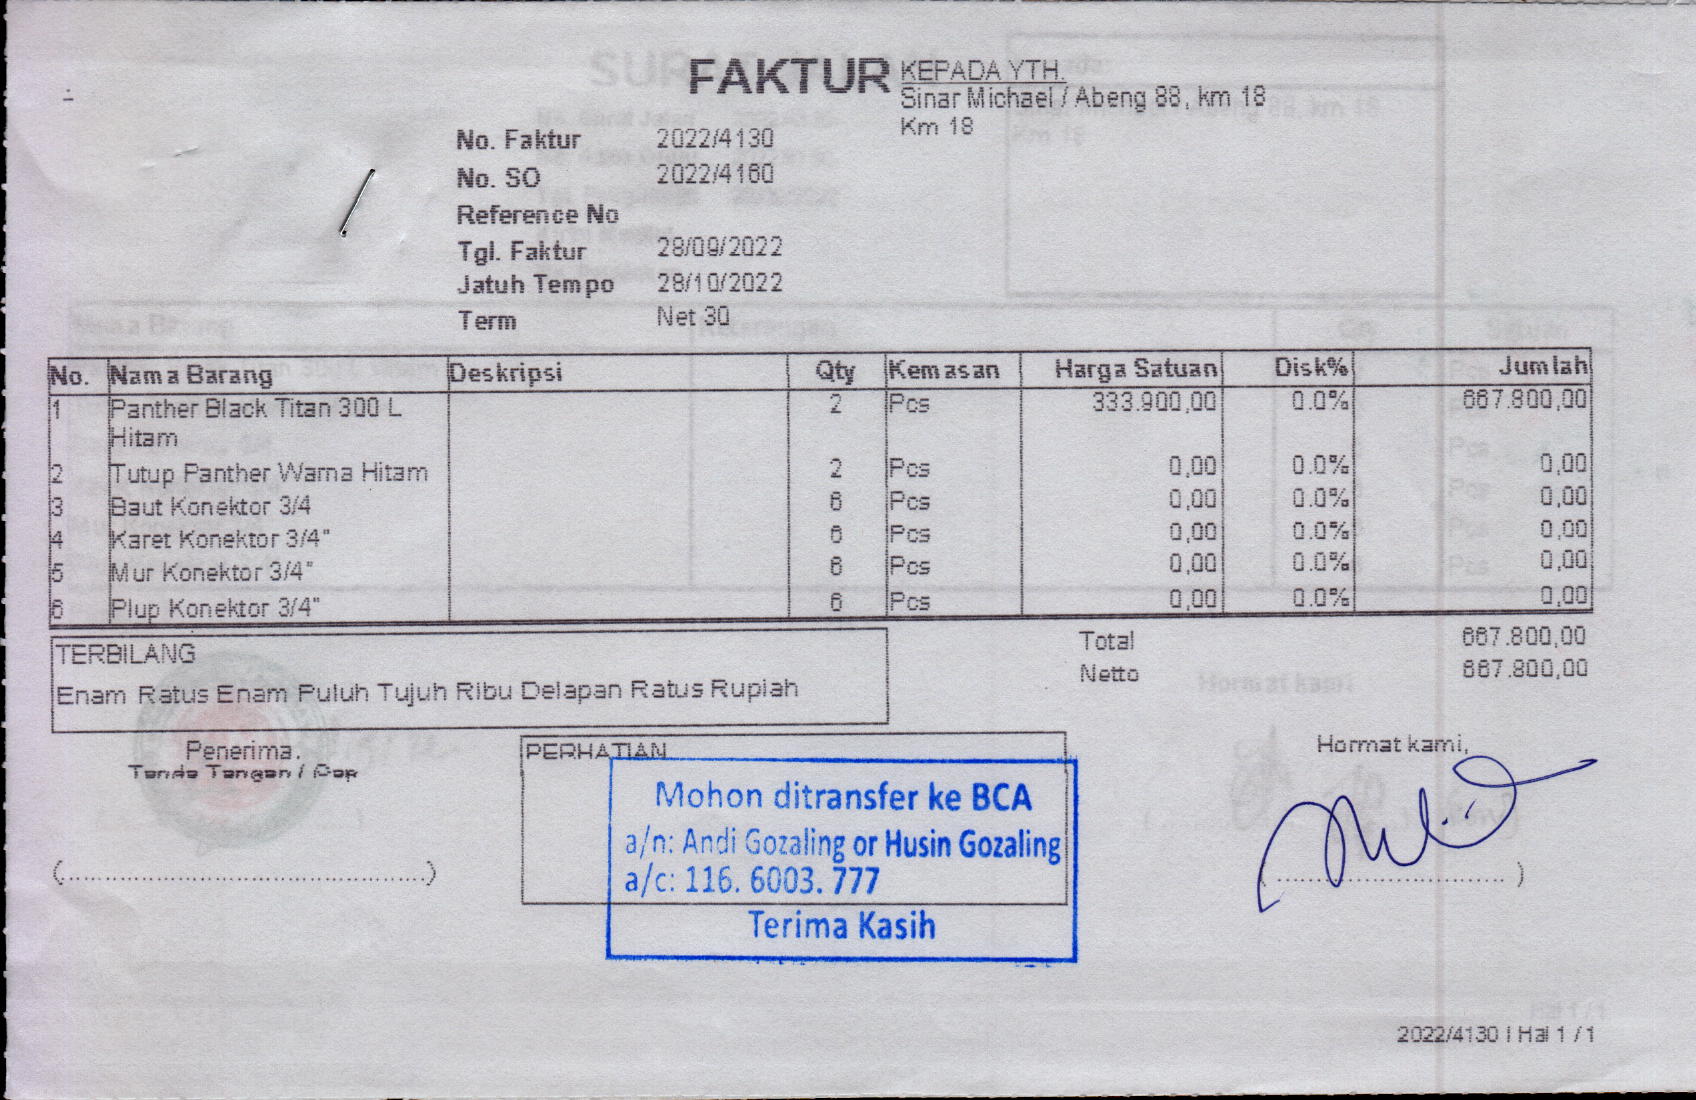 FAKTUR
KEPADA YTH.
Sinar Michael / Abeng 88, km 18
Km 18
No. Faktur 2022/4130
No. SO 2022/4160
Reference No
Tgl. Faktur 28/09/2022
Jatuh Tempo 28/10/2022
Term Net 30
No. Nama Barang Deskripsi Qty Kemasan Harga Satuan Disk% Jumlah
1 Panther Black Titan 300 L 2 Pcs 333.900,00 0.0% 667.800,00
Hitam
2 Tutup Panther Warna Hitam 2 Pcs 0,00 0.0% 0,00
3 Baut Konektor 3/4 6 Pcs 0,00 0.0% 0,00
4 Karet Konektor 3/4" 6 Pcs 0,00 0.0% 0,00
5 Mur Konektor 3/4" 6 Pcs 0,00 0.0% 0,00
6 Plup Konektor 3/4" 6 Pcs 0,00 0.0% 0,00
TERBILANG
Enam Ratus Enam Puluh Tujuh Ribu Delapan Ratus Rupiah
Total 667.800,00
Netto 667.800,00
Penerima.
Tanda Tangan / Cap
PERHATIAN
Mohon ditransfer ke BCA
a/n: Andi Gozaling or Husin Gozaling
a/c: 116. 6003. 777
Terima Kasih
Hormat kami,
2022/4130 | Hal 1 / 1